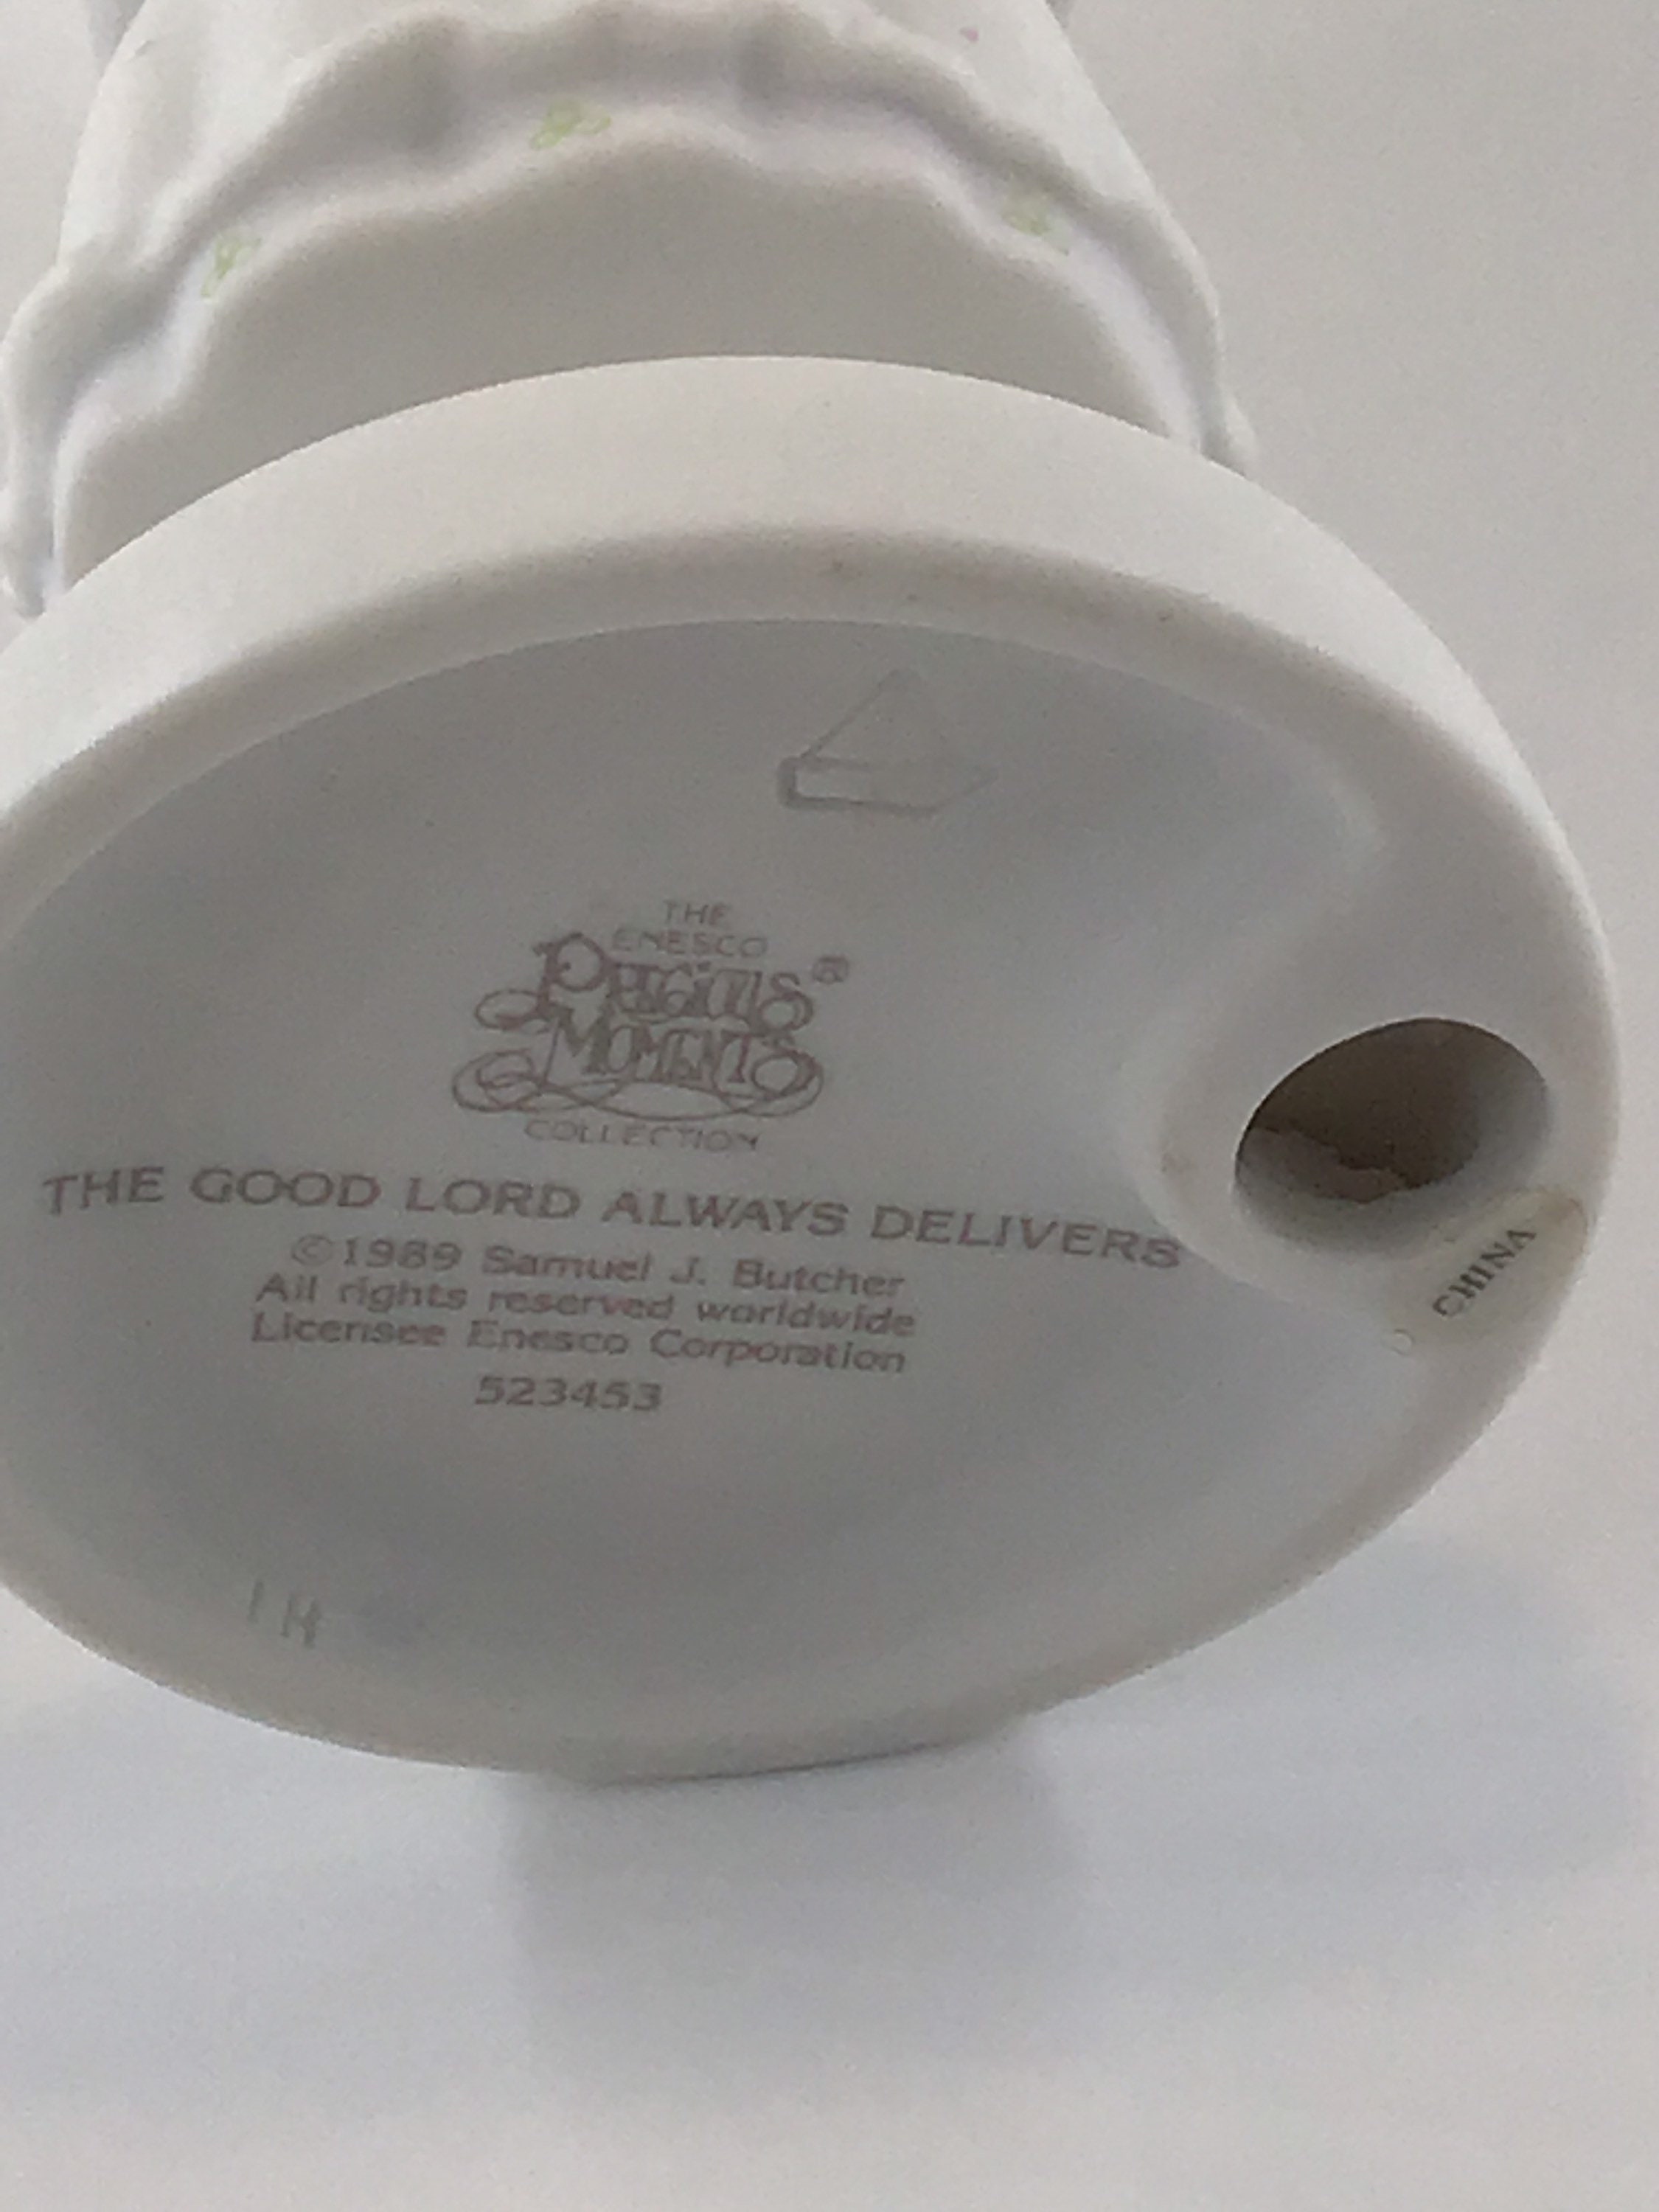 THE
ENESCO
PRECIOUS ®
MOMENTS
COLLECTION
THE GOOD LORD ALWAYS DELIVERS
©1989 Samuel J. Butcher
All rights reserved worldwide
Licensee Enesco Corporation
523453
CHINA